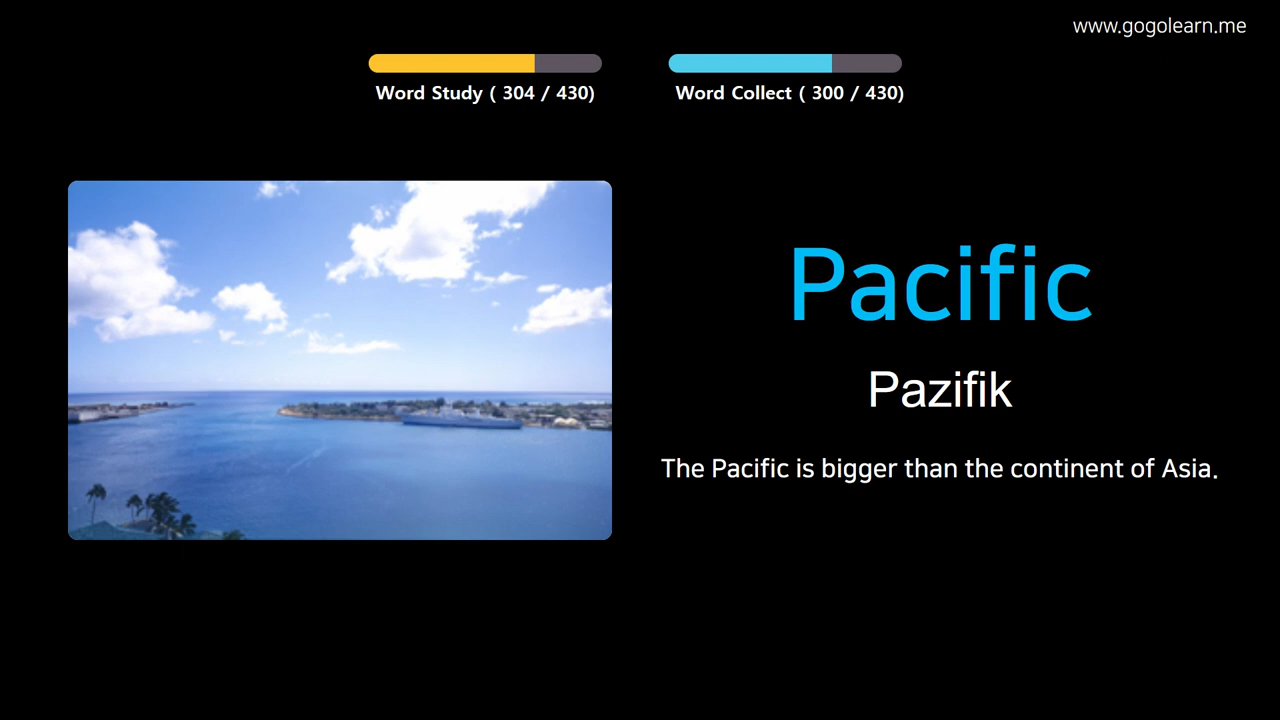 www.gogolearn.me
Word Study ( 304 / 430)
Word Collect ( 300 / 430)
Pacific
Pazifik
The Pacific is bigger than the continent of Asia.